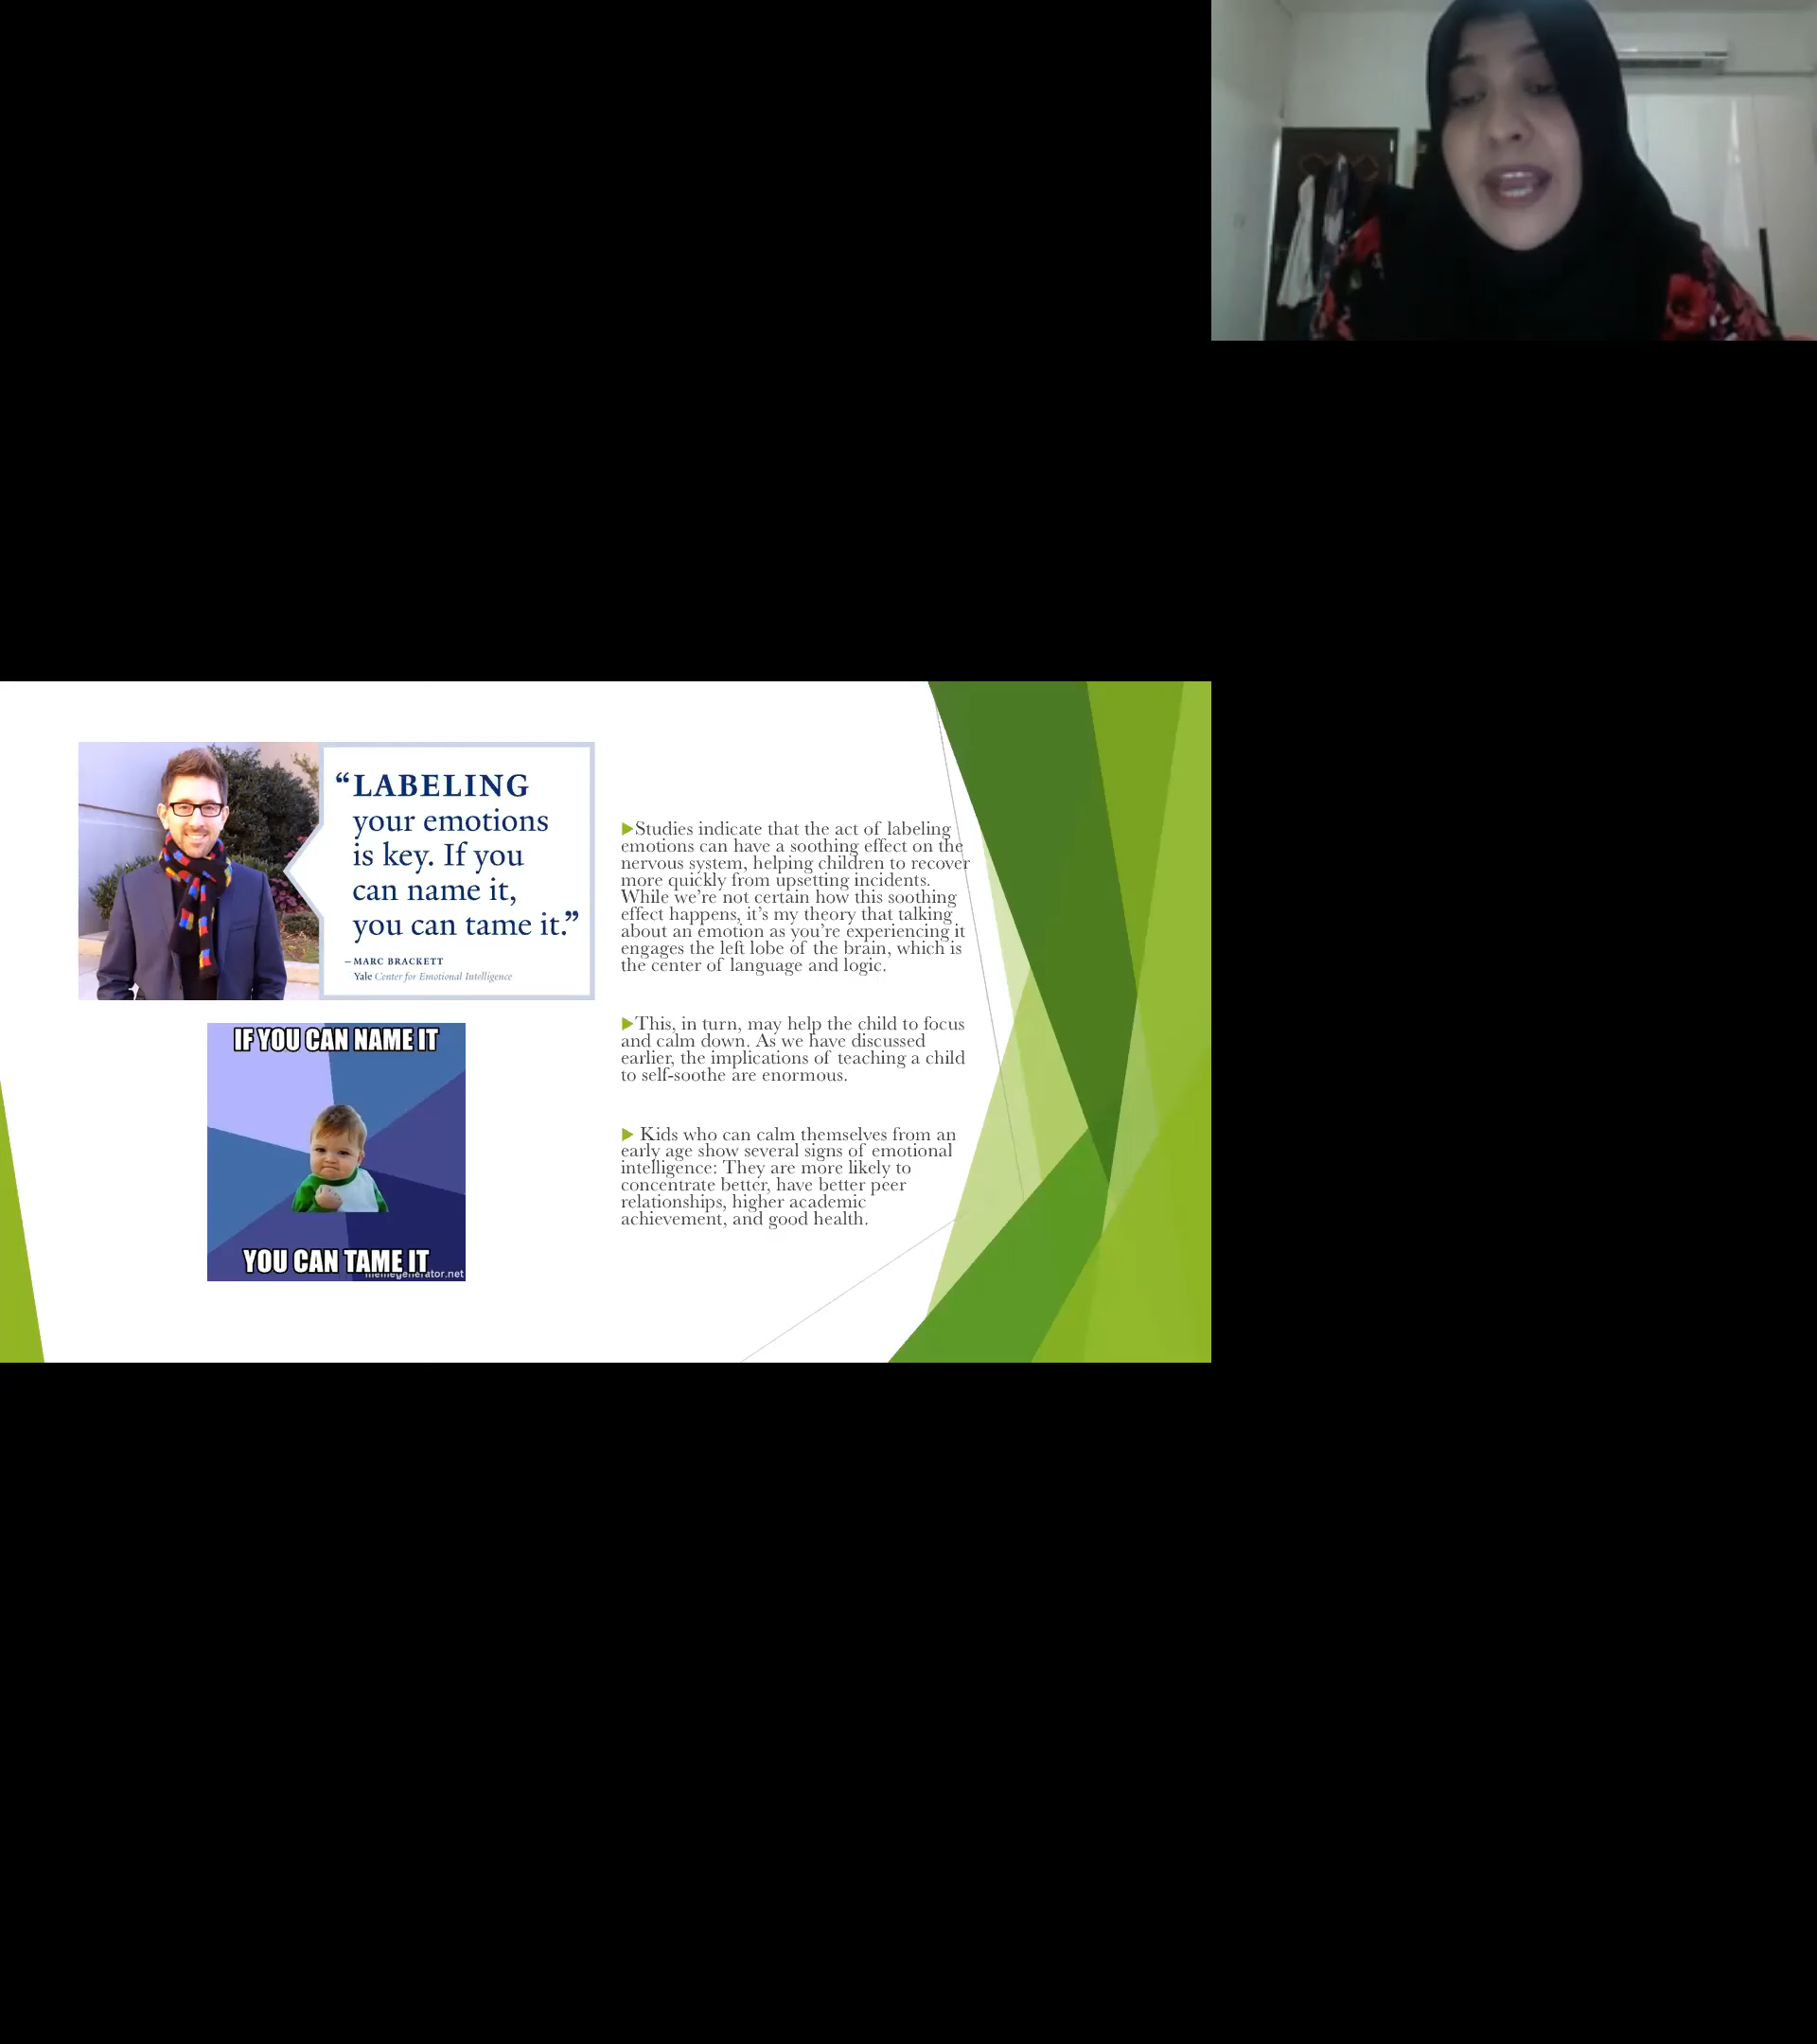 “LABELING
your emotions
is key. If you
can name it,
you can tame it.”
– MARC BRACKETT
Yale Center for Emotional Intelligence
IF YOU CAN NAME IT
YOU CAN TAME IT
memegenerator.net
▶Studies indicate that the act of labeling
emotions can have a soothing effect on the
nervous system, helping children to recover
more quickly from upsetting incidents.
While we’re not certain how this soothing
effect happens, it’s my theory that talking
about an emotion as you’re experiencing it
engages the left lobe of the brain, which is
the center of language and logic.
▶This, in turn, may help the child to focus
and calm down. As we have discussed
earlier, the implications of teaching a child
to self-soothe are enormous.
▶ Kids who can calm themselves from an
early age show several signs of emotional
intelligence: They are more likely to
concentrate better, have better peer
relationships, higher academic
achievement, and good health.